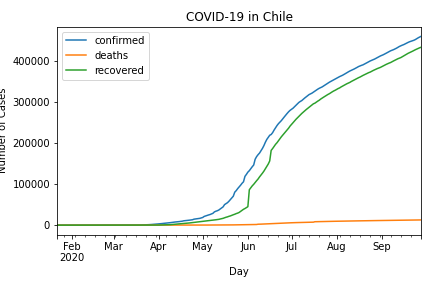 COVID-19 in Chile
confirmed
deaths
recovered
Number of Cases
400000
300000
200000
100000
0
Feb Mar Apr May Jun Jul Aug Sep
2020
Day